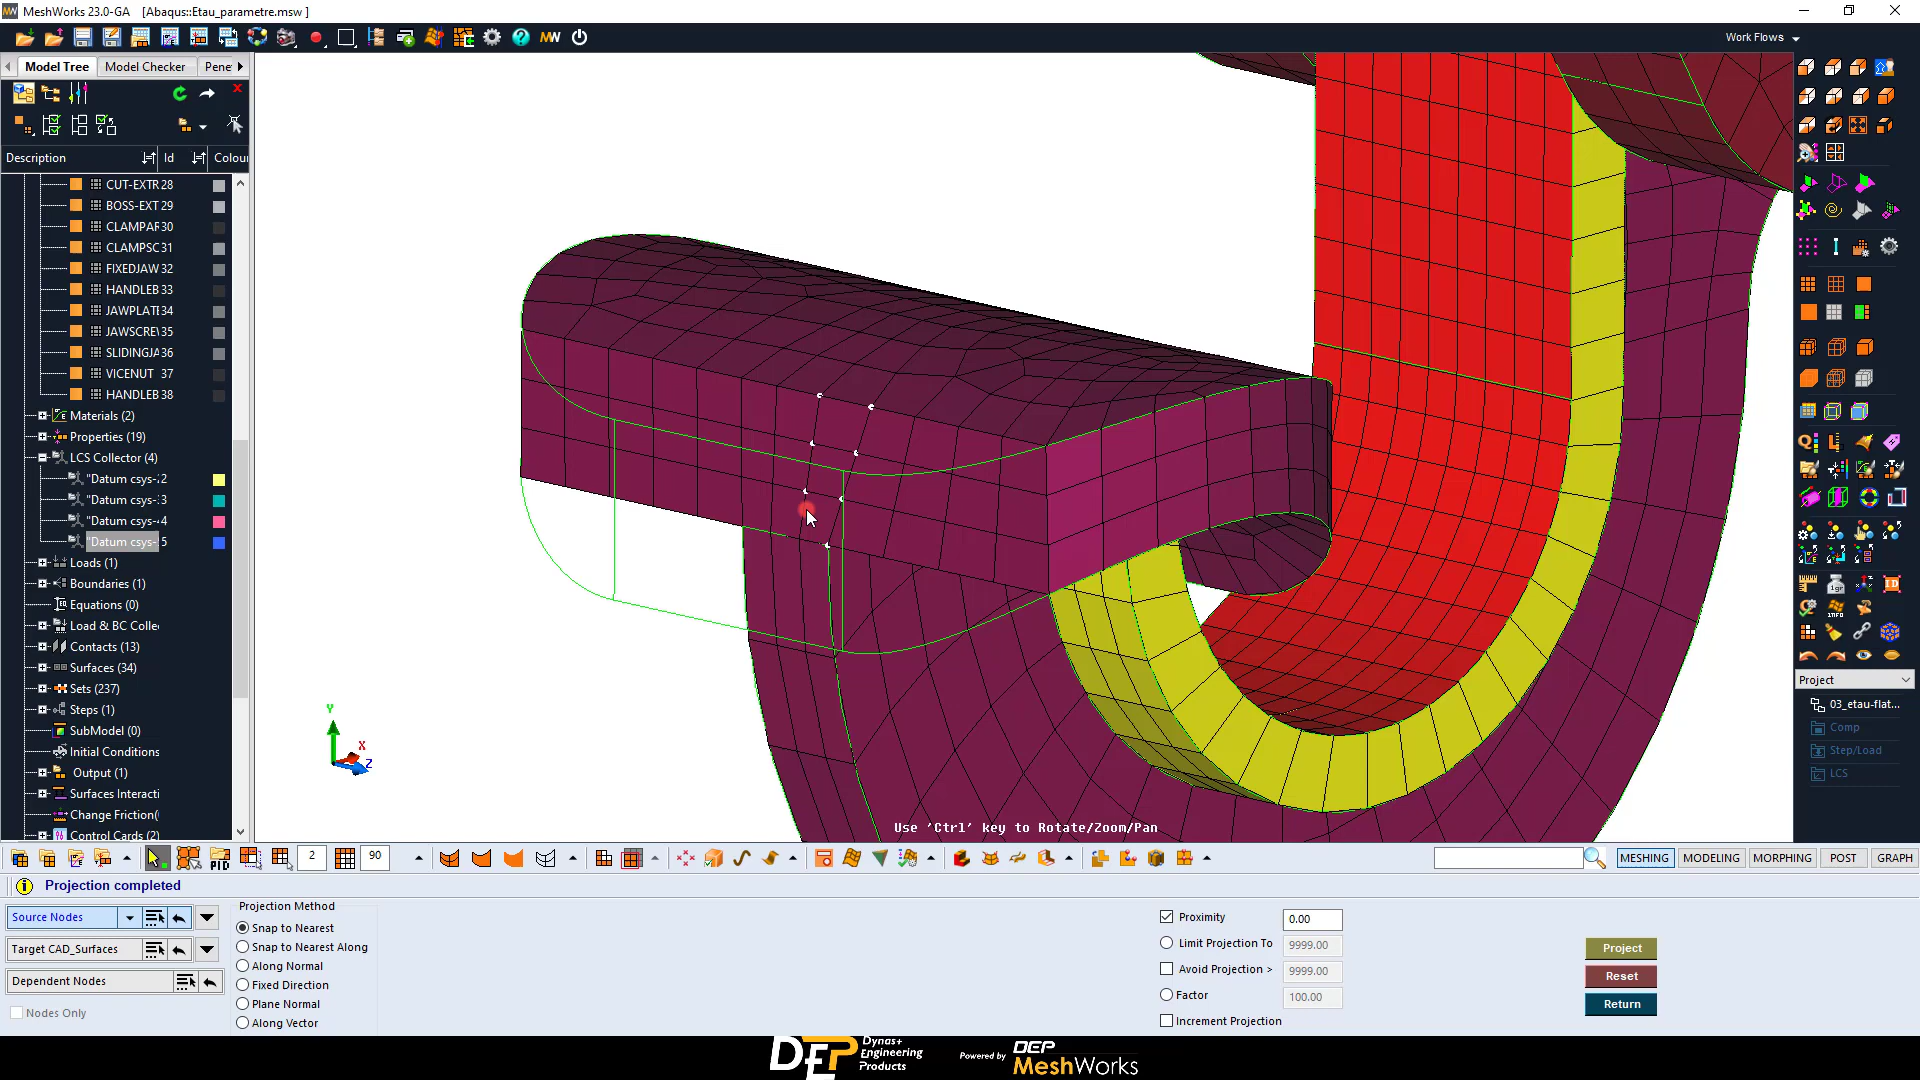 MeshWorks 23.0-GA [Abaqus::Etau_parametre.msw ]
Work Flows
Model Tree Model Checker Pene
Description Id Colour
CUT-EXTR 28
BOSS-EXT 29
CLAMPAR 30
CLAMPSC 31
FIXEDJAW 32
HANDLEB 33
JAWPLATI 34
JAWSCREV 35
SLIDINGJA 36
VICENUT 37
HANDLEB 38
Materials (2)
Properties (19)
LCS Collector (4)
"Datum csys-: 2
"Datum csys-: 3
"Datum csys-4 4
"Datum csys-! 5
Loads (1)
Boundaries (1)
Equations (0)
Load & BC Colle
Contacts (13)
Surfaces (34)
Sets (237)
Steps (1)
SubModel (0)
Initial Conditions
Output (1)
Surfaces Interacti
Change Friction(
Control Cards (2)
Y
X
Z
Use 'Ctrl' key to Rotate/Zoom/Pan
Project
03_etau-flat...
Comp
Step/Load
LCS
PID 2 90
MESHING MODELING MORPHING POST GRAPH
Projection completed
Source Nodes
Target CAD_Surfaces
Dependent Nodes
Nodes Only
Projection Method
Snap to Nearest
Snap to Nearest Along
Along Normal
Fixed Direction
Plane Normal
Along Vector
Proximity 0.00
Limit Projection To 9999.00
Avoid Projection > 9999.00
Factor 100.00
Increment Projection
Project
Reset
Return
DEP Dynas+ Engineering Products
Powered by DEP MeshWorks